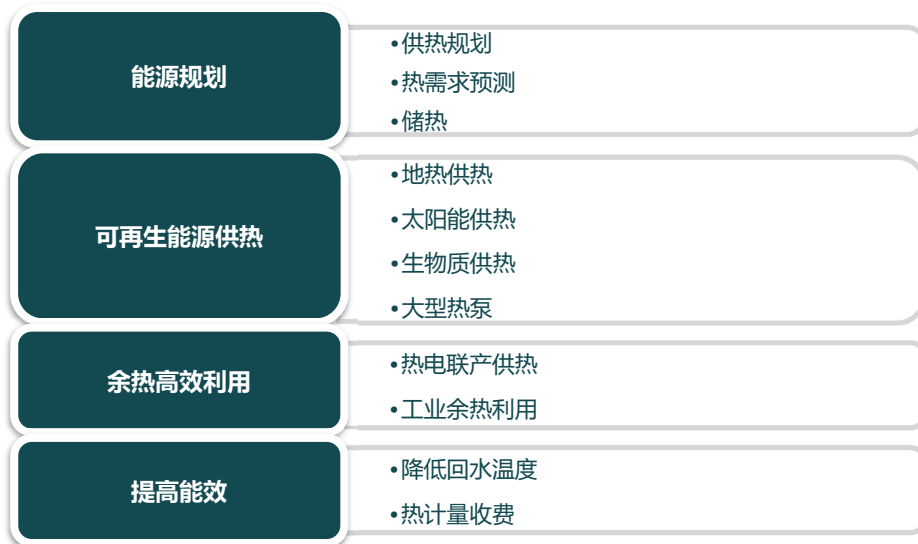 能源规划
•供热规划
•热需求预测
•储热
可再生能源供热
•地热供热
•太阳能供热
•生物质供热
•大型热泵
余热高效利用
•热电联产供热
•工业余热利用
提高能效
•降低回水温度
•热计量收费